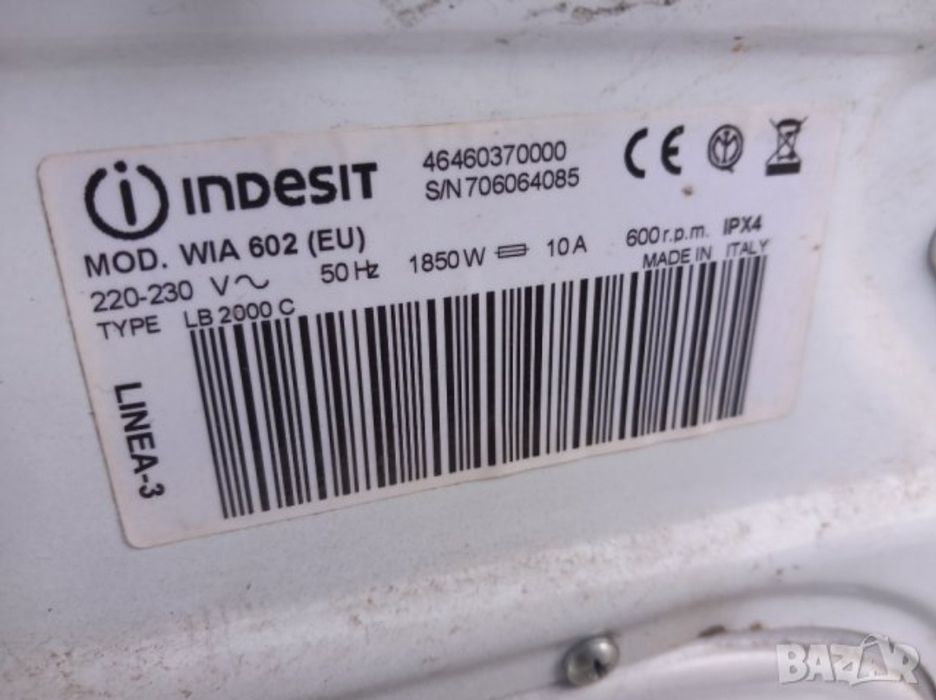 INDESIT
46460370000
S/N 706064085
CE
MOD. WIA 602 (EU)
220-230 V~ 50 Hz 1850 W 10 A 600 r.p.m. IPX4
TYPE LB 2000 C MADE IN ITALY
LINEA-3
BAZAR